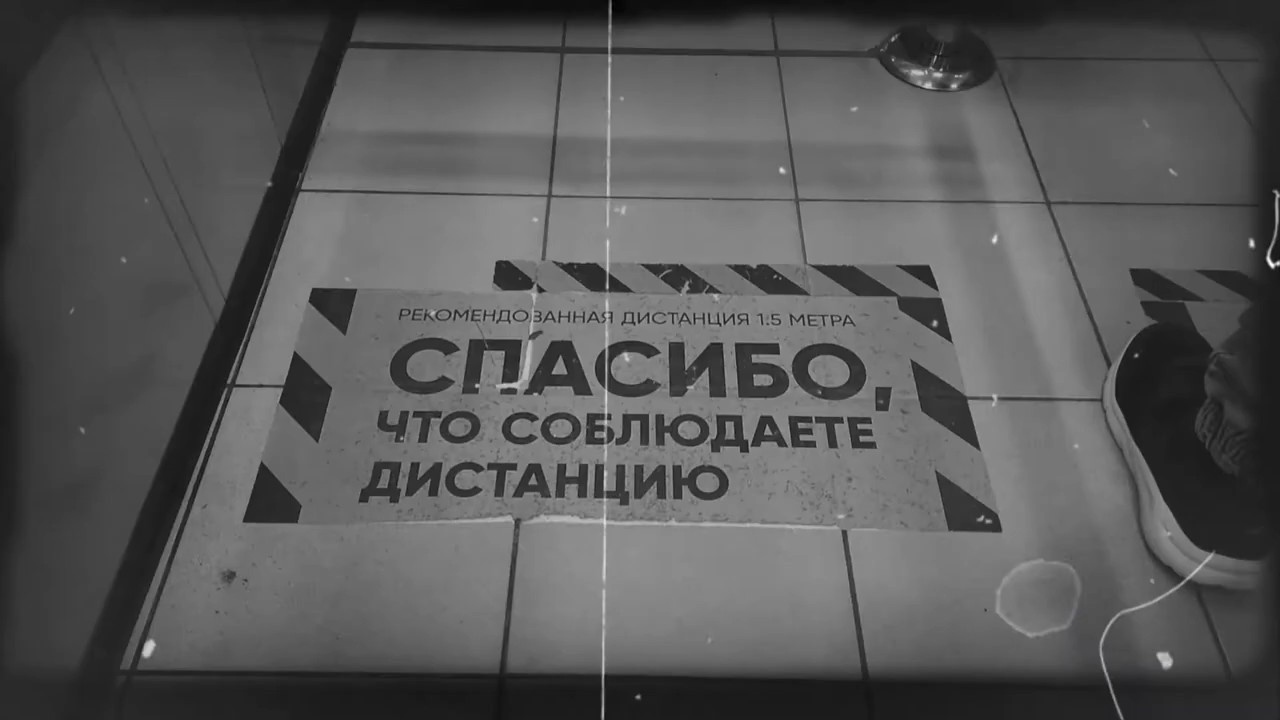 РЕКОМЕНДОВАННАЯ ДИСТАНЦИЯ 1.5 МЕТРА
СПАСИБО,
ЧТО СОБЛЮДАЕТЕ
ДИСТАНЦИЮ